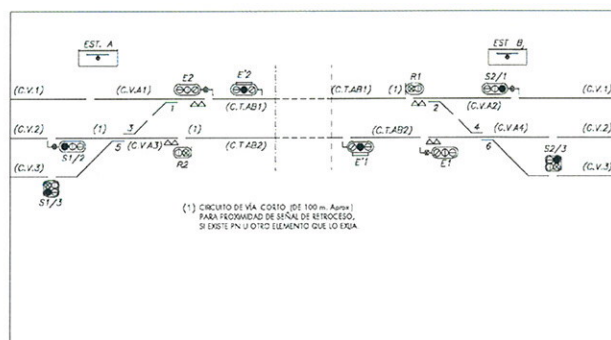 EST. A
EST. B
E2
E'2
R1
S2/1
(C.V.1)
(C.V.A1)
1
(C.T.AB1)
(C.T.AB1)
(1)
2
(C.V.A2)
(C.V.1)
(C.V.2)
(1)
3
(1)
(C.T.AB2)
4
(C.V.2)
S1/2
5
(C.V.A3)
R2
(C.T.AB2)
E'1
E1
(C.V.A4)
6
S2/3
(C.V.3)
(C.V.3)
S1/3
(1) CIRCUITO DE VÍA CORTO (DE 100 m. Aprox)
PARA PROXIMIDAD DE SEÑAL DE RETROCESO,
SI EXISTE PN U OTRO ELEMENTO QUE LO EXIJA